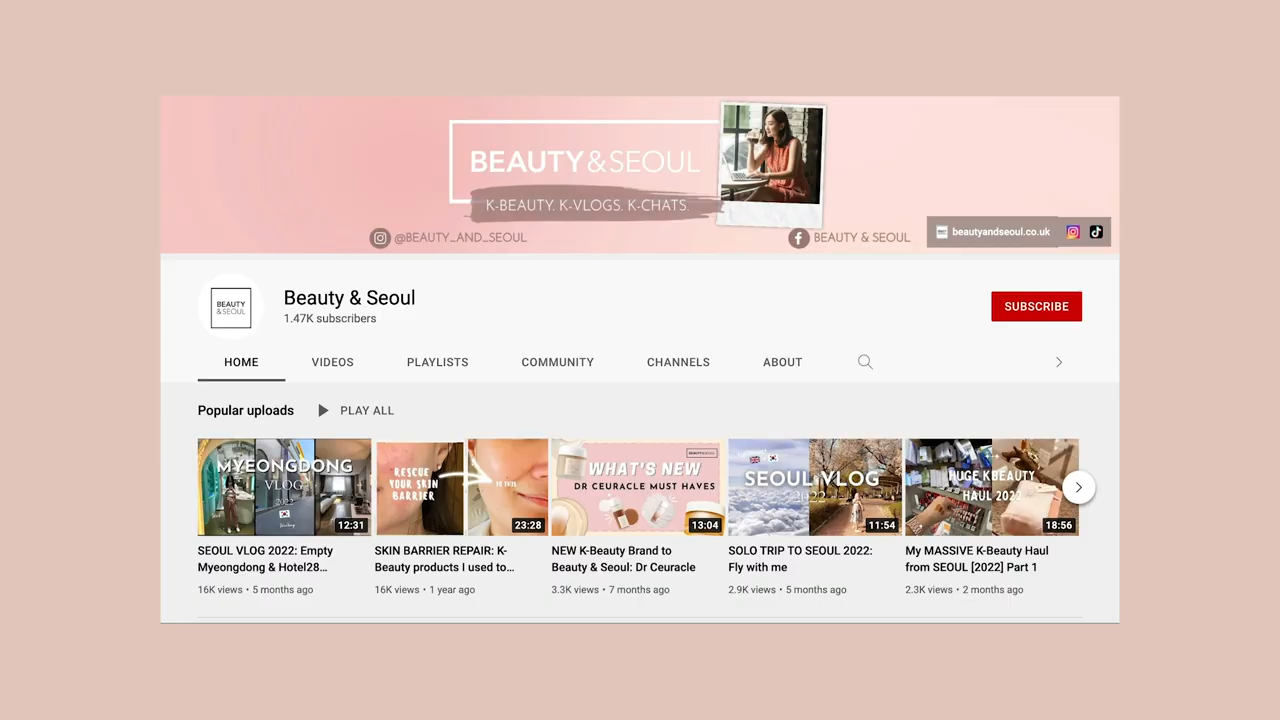 BEAUTY&SEOUL
K-BEAUTY. K-VLOGS. K-CHATS.
@BEAUTY_AND_SEOUL
BEAUTY & SEOUL
beautyandseoul.co.uk
BEAUTY
&SEOUL
Beauty & Seoul
1.47K subscribers
SUBSCRIBE
HOME VIDEOS PLAYLISTS COMMUNITY CHANNELS ABOUT
Popular uploads PLAY ALL
MYEONGDONG
VLOG
2022
12:31
RESCUE
YOUR SKIN
BARRIER
TO THIS
23:28
BEAUTY&SEOUL
WHAT'S NEW
DR CEURACLE MUST HAVES
13:04
SEOUL VLOG
2022
11:54
HUGE KBEAUTY
HAUL 2022
18:56
SEOUL VLOG 2022: Empty
Myeongdong & Hotel28...
16K views • 5 months ago
SKIN BARRIER REPAIR: K-
Beauty products I used to...
16K views • 1 year ago
NEW K-Beauty Brand to
Beauty & Seoul: Dr Ceuracle
3.3K views • 7 months ago
SOLO TRIP TO SEOUL 2022:
Fly with me
2.9K views • 5 months ago
My MASSIVE K-Beauty Haul
from SEOUL [2022] Part 1
2.3K views • 2 months ago